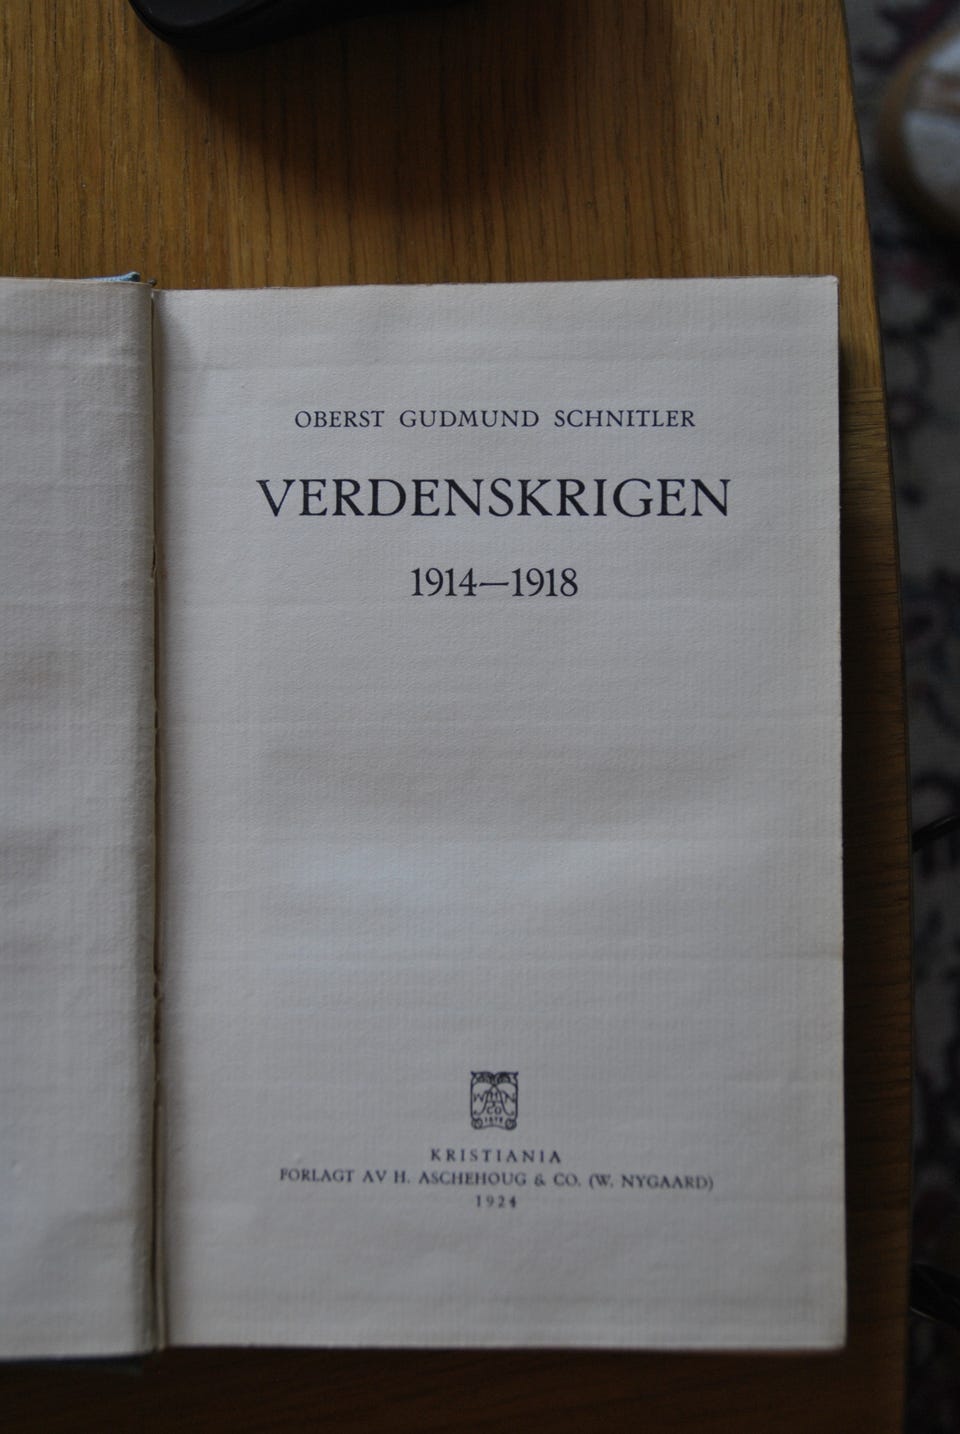 OBERST GUDMUND SCHNITLER
VERDENSKRIGEN
1914—1918
KRISTIANIA
FORLAGT AV H. ASCHEHOUG & CO. (W. NYGAARD)
1924